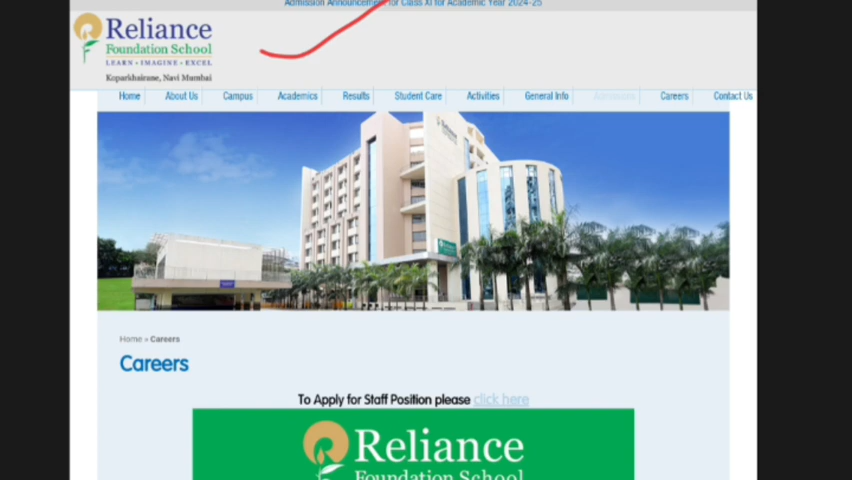 Admission Announcement for Class XI for Academic Year 2024-25
Reliance
Foundation School
LEARN • IMAGINE • EXCEL
Koparkhairane, Navi Mumbai
Home About Us Campus Academics Results Student Care Activities General Info Admission Careers Contact Us
Reliance
Home » Careers
Careers
To Apply for Staff Position please click here
Reliance
Foundation School